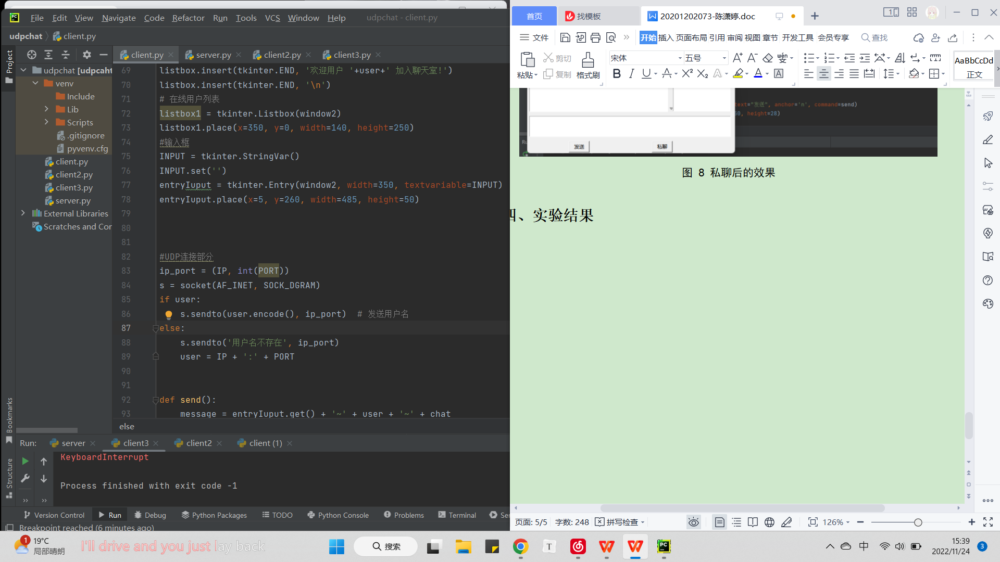 File Edit View Navigate Code Refactor Run Tools VCS Window Help udpchat - client.py
udpchat client.py
Project
client.py server.py client2.py client3.py
udpchat [udpcaht
venv
Include
Lib
Scripts
.gitignore
pyvenv.cfg
client.py
client2.py
client3.py
server.py
External Libraries
Scratches and Cor
69 listbox.insert(tkinter.END, '欢迎用户 '+user+' 加入聊天室!')
70 listbox.insert(tkinter.END, '\n')
71 # 在线用户列表
72 listbox1 = tkinter.Listbox(window2)
73 listbox1.place(x=350, y=0, width=140, height=250)
74 #输入框
75 INPUT = tkinter.StringVar()
76 INPUT.set('')
77 entryIuput = tkinter.Entry(window2, width=350, textvariable=INPUT)
78 entryIuput.place(x=5, y=260, width=485, height=50)
79
80
81
82 #UDP连接部分
83 ip_port = (IP, int(PORT))
84 s = socket(AF_INET, SOCK_DGRAM)
85 if user:
86 s.sendto(user.encode(), ip_port) # 发送用户名
87 else:
88 s.sendto('用户名不存在', ip_port)
89 user = IP + ':' + PORT
90
91
92 def send():
93 message = entryIuput.get() + '~' + user + '~' + chat
else
Bookmarks
Structure
Run: server client3 client2 client (1)
KeyboardInterrupt
Process finished with exit code -1
Version Control Run Debug Python Packages TODO Python Console Problems Terminal Ser
Breakpoint reached (6 minutes ago)
首页 找模板 20201202073-陈潇婷.doc
文件 开始 插入 页面布局 引用 审阅 视图 章节 开发工具 会员专享 查找
粘贴 剪切 复制 格式刷
宋体 五号
AaBbCcDd
正文
text="发送", anchor='n', command=send)
height=28)
发送 私聊
图 8 私聊后的效果
四、实验结果
页面: 5/5 字数: 248 拼写检查 126%
1
19°C
局部晴朗
I'll drive and you just lay back
搜索
中
15:39
2022/11/24
3